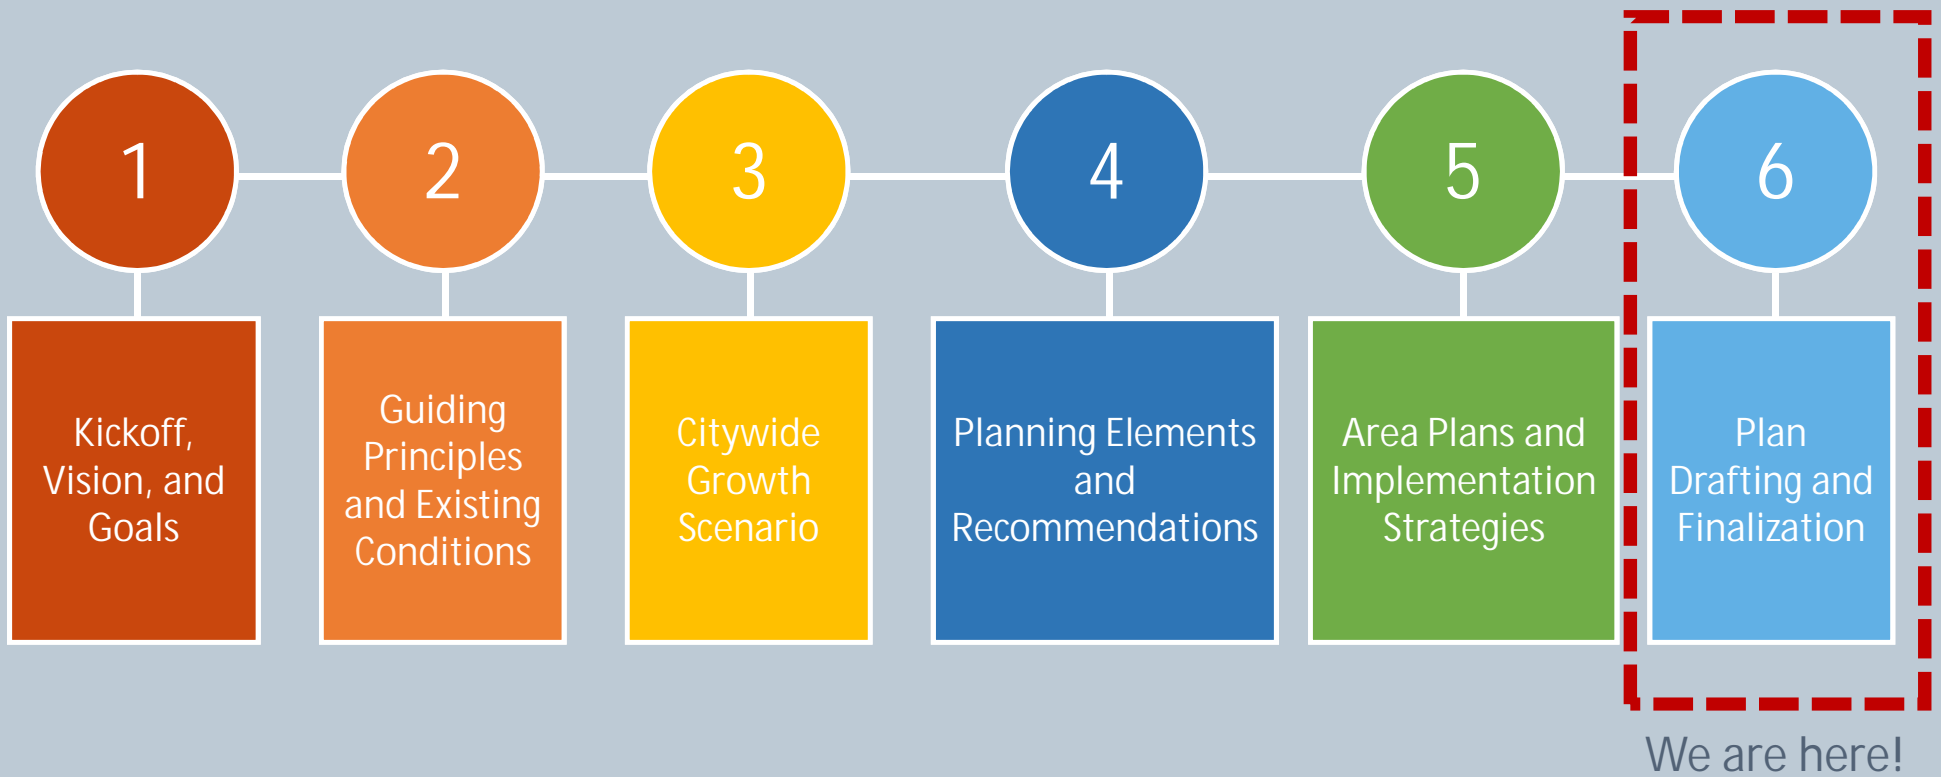 1
2
3
4
5
6
Kickoff,
Vision, and
Goals
Guiding
Principles
and Existing
Conditions
Citywide
Growth
Scenario
Planning Elements
and
Recommendations
Area Plans and
Implementation
Strategies
Plan
Drafting and
Finalization
We are here!